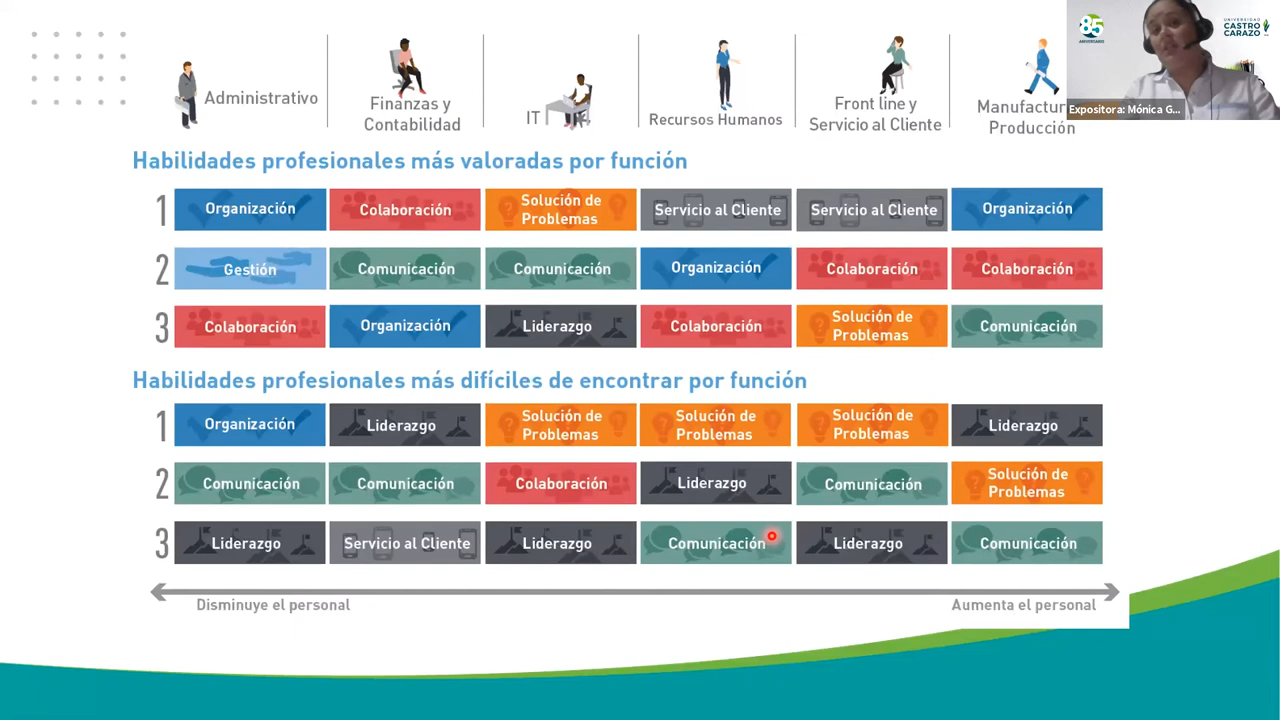 85
ANIVERSARIO
UNIVERSIDAD
CASTRO
CARAZO
Expositora: Mónica G...
Administrativo
Finanzas y
Contabilidad
IT
Recursos Humanos
Front line y
Servicio al Cliente
Manufactur
Producción
Habilidades profesionales más valoradas por función
1 Organización Colaboración Solución de Problemas Servicio al Cliente Servicio al Cliente Organización
2 Gestión Comunicación Comunicación Organización Colaboración Colaboración
3 Colaboración Organización Liderazgo Colaboración Solución de Problemas Comunicación
Habilidades profesionales más difíciles de encontrar por función
1 Organización Liderazgo Solución de Problemas Solución de Problemas Solución de Problemas Liderazgo
2 Comunicación Comunicación Colaboración Liderazgo Comunicación Solución de Problemas
3 Liderazgo Servicio al Cliente Liderazgo Comunicación Liderazgo Comunicación
Disminuye el personal Aumenta el personal